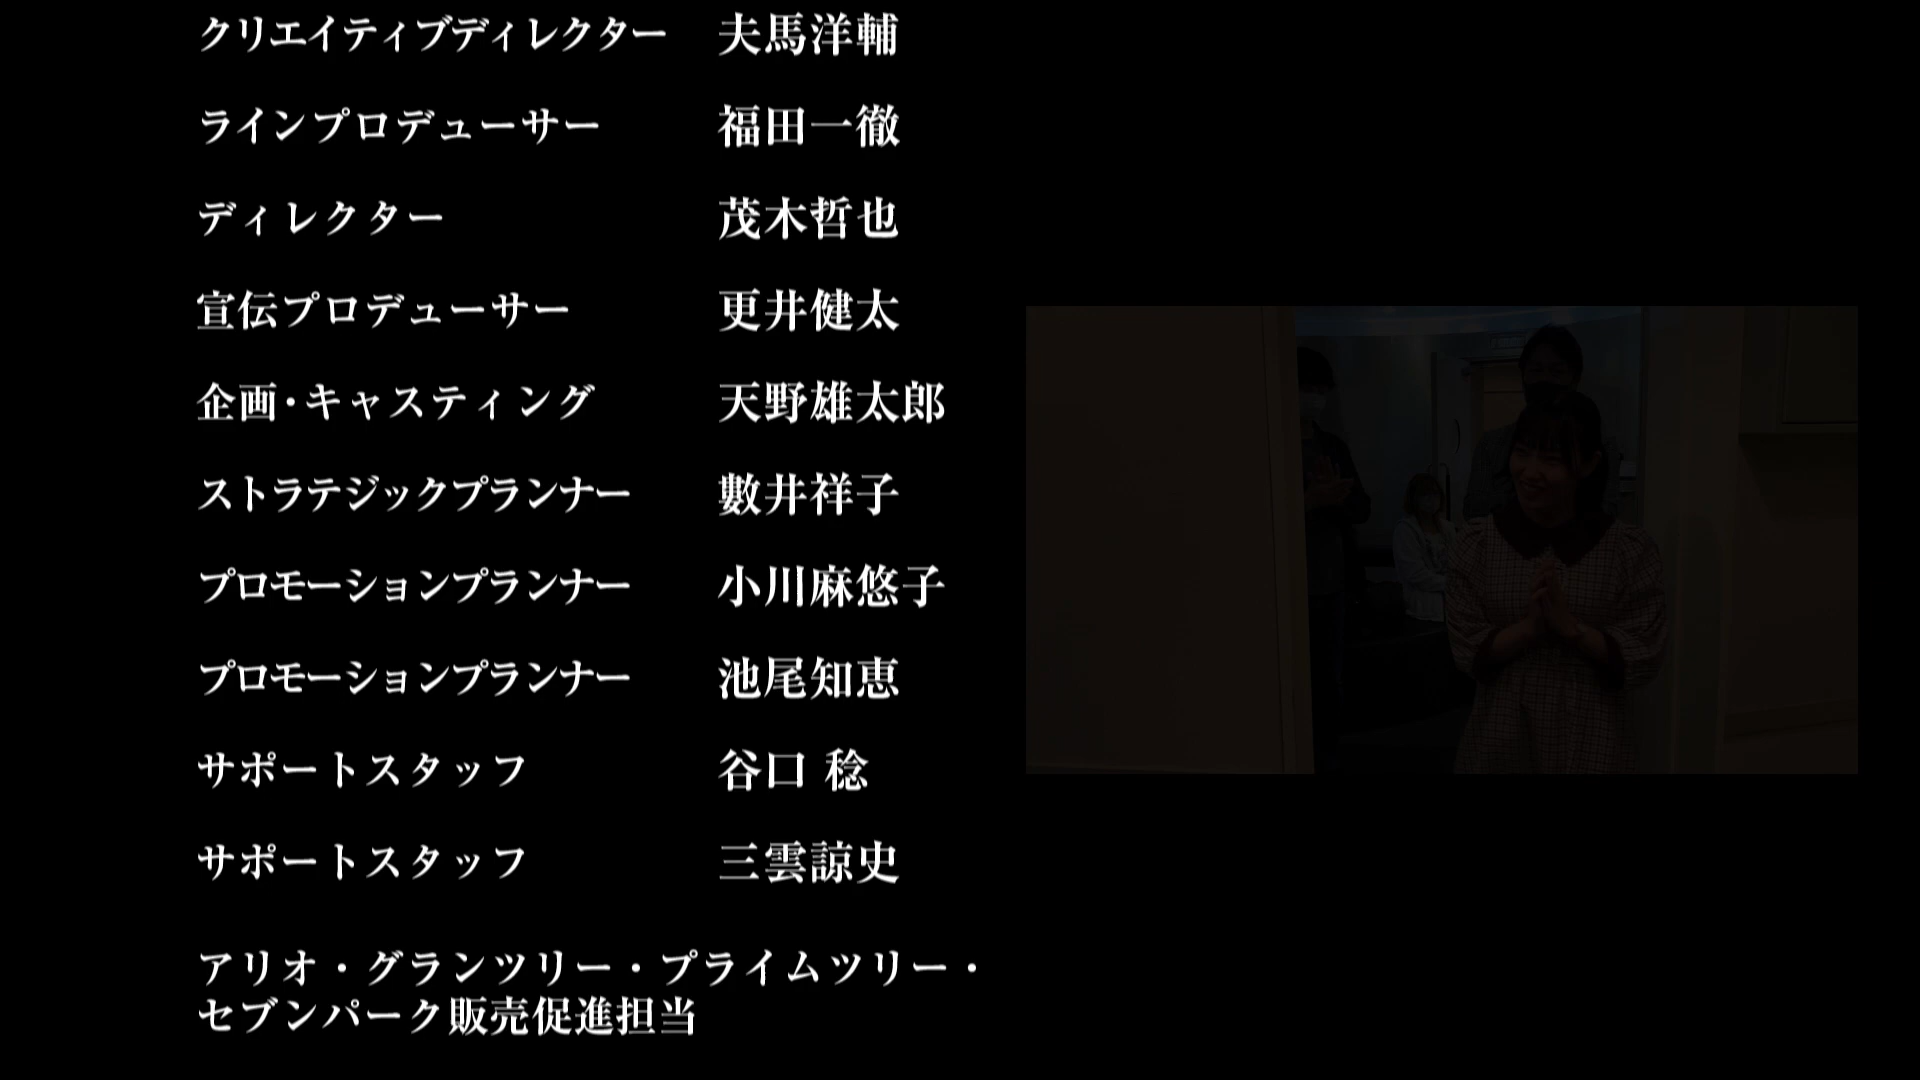 クリエイティブディレクター 夫馬洋輔
ラインプロデューサー 福田一徹
ディレクター 茂木哲也
宣伝プロデューサー 更井健太
企画・キャスティング 天野雄太郎
ストラテジックプランナー 數井祥子
プロモーションプランナー 小川麻悠子
プロモーションプランナー 池尾知恵
サポートスタッフ 谷口 稔
サポートスタッフ 三雲諒史
アリオ・グランツリー・プライムツリー・
セブンパーク販売促進担当